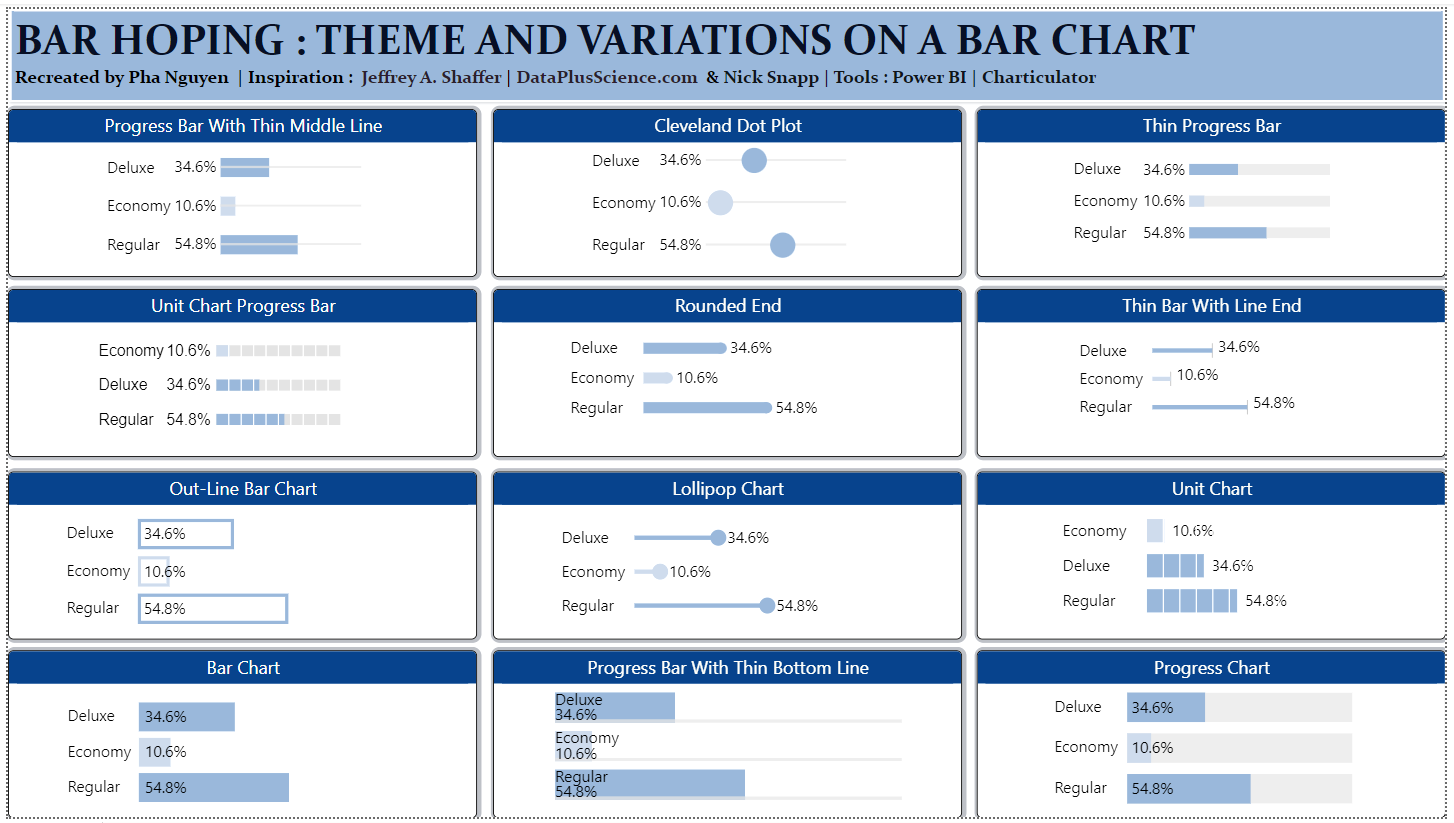 BAR HOPING : THEME AND VARIATIONS ON A BAR CHART
Recreated by Pha Nguyen | Inspiration : Jeffrey A. Shaffer | DataPlusScience.com & Nick Snapp | Tools : Power BI | Charticulator
Progress Bar With Thin Middle Line
Deluxe 34.6%
Economy 10.6%
Regular 54.8%
Cleveland Dot Plot
Deluxe 34.6%
Economy 10.6%
Regular 54.8%
Thin Progress Bar
Deluxe 34.6%
Economy 10.6%
Regular 54.8%
Unit Chart Progress Bar
Economy 10.6%
Deluxe 34.6%
Regular 54.8%
Rounded End
Deluxe 34.6%
Economy 10.6%
Regular 54.8%
Thin Bar With Line End
Deluxe 34.6%
Economy 10.6%
Regular 54.8%
Out-Line Bar Chart
Deluxe 34.6%
Economy 10.6%
Regular 54.8%
Lollipop Chart
Deluxe 34.6%
Economy 10.6%
Regular 54.8%
Unit Chart
Economy 10.6%
Deluxe 34.6%
Regular 54.8%
Bar Chart
Deluxe 34.6%
Economy 10.6%
Regular 54.8%
Progress Bar With Thin Bottom Line
Deluxe
34.6%
Economy
10.6%
Regular
54.8%
Progress Chart
Deluxe 34.6%
Economy 10.6%
Regular 54.8%